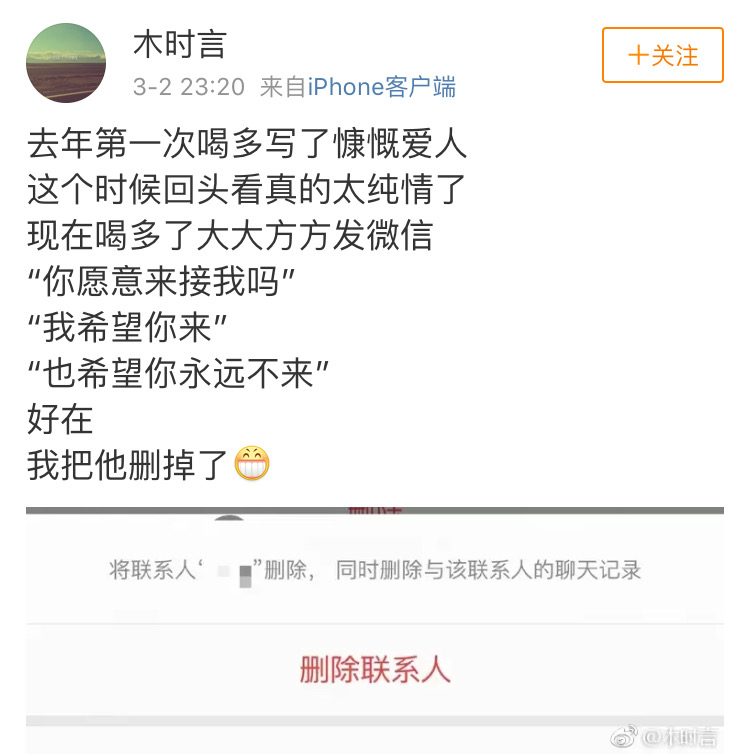 木时言
3-2 23:20 来自iPhone客户端
十关注
去年第一次喝多写了慷慨爱人
这个时候回头看真的太纯情了
现在喝多了大大方方发微信
“你愿意来接我吗”
“我希望你来”
“也希望你永远不来”
好在
我把他删掉了
将联系人‘ ”删除， 同时删除与该联系人的聊天记录
删除联系人
@木时言